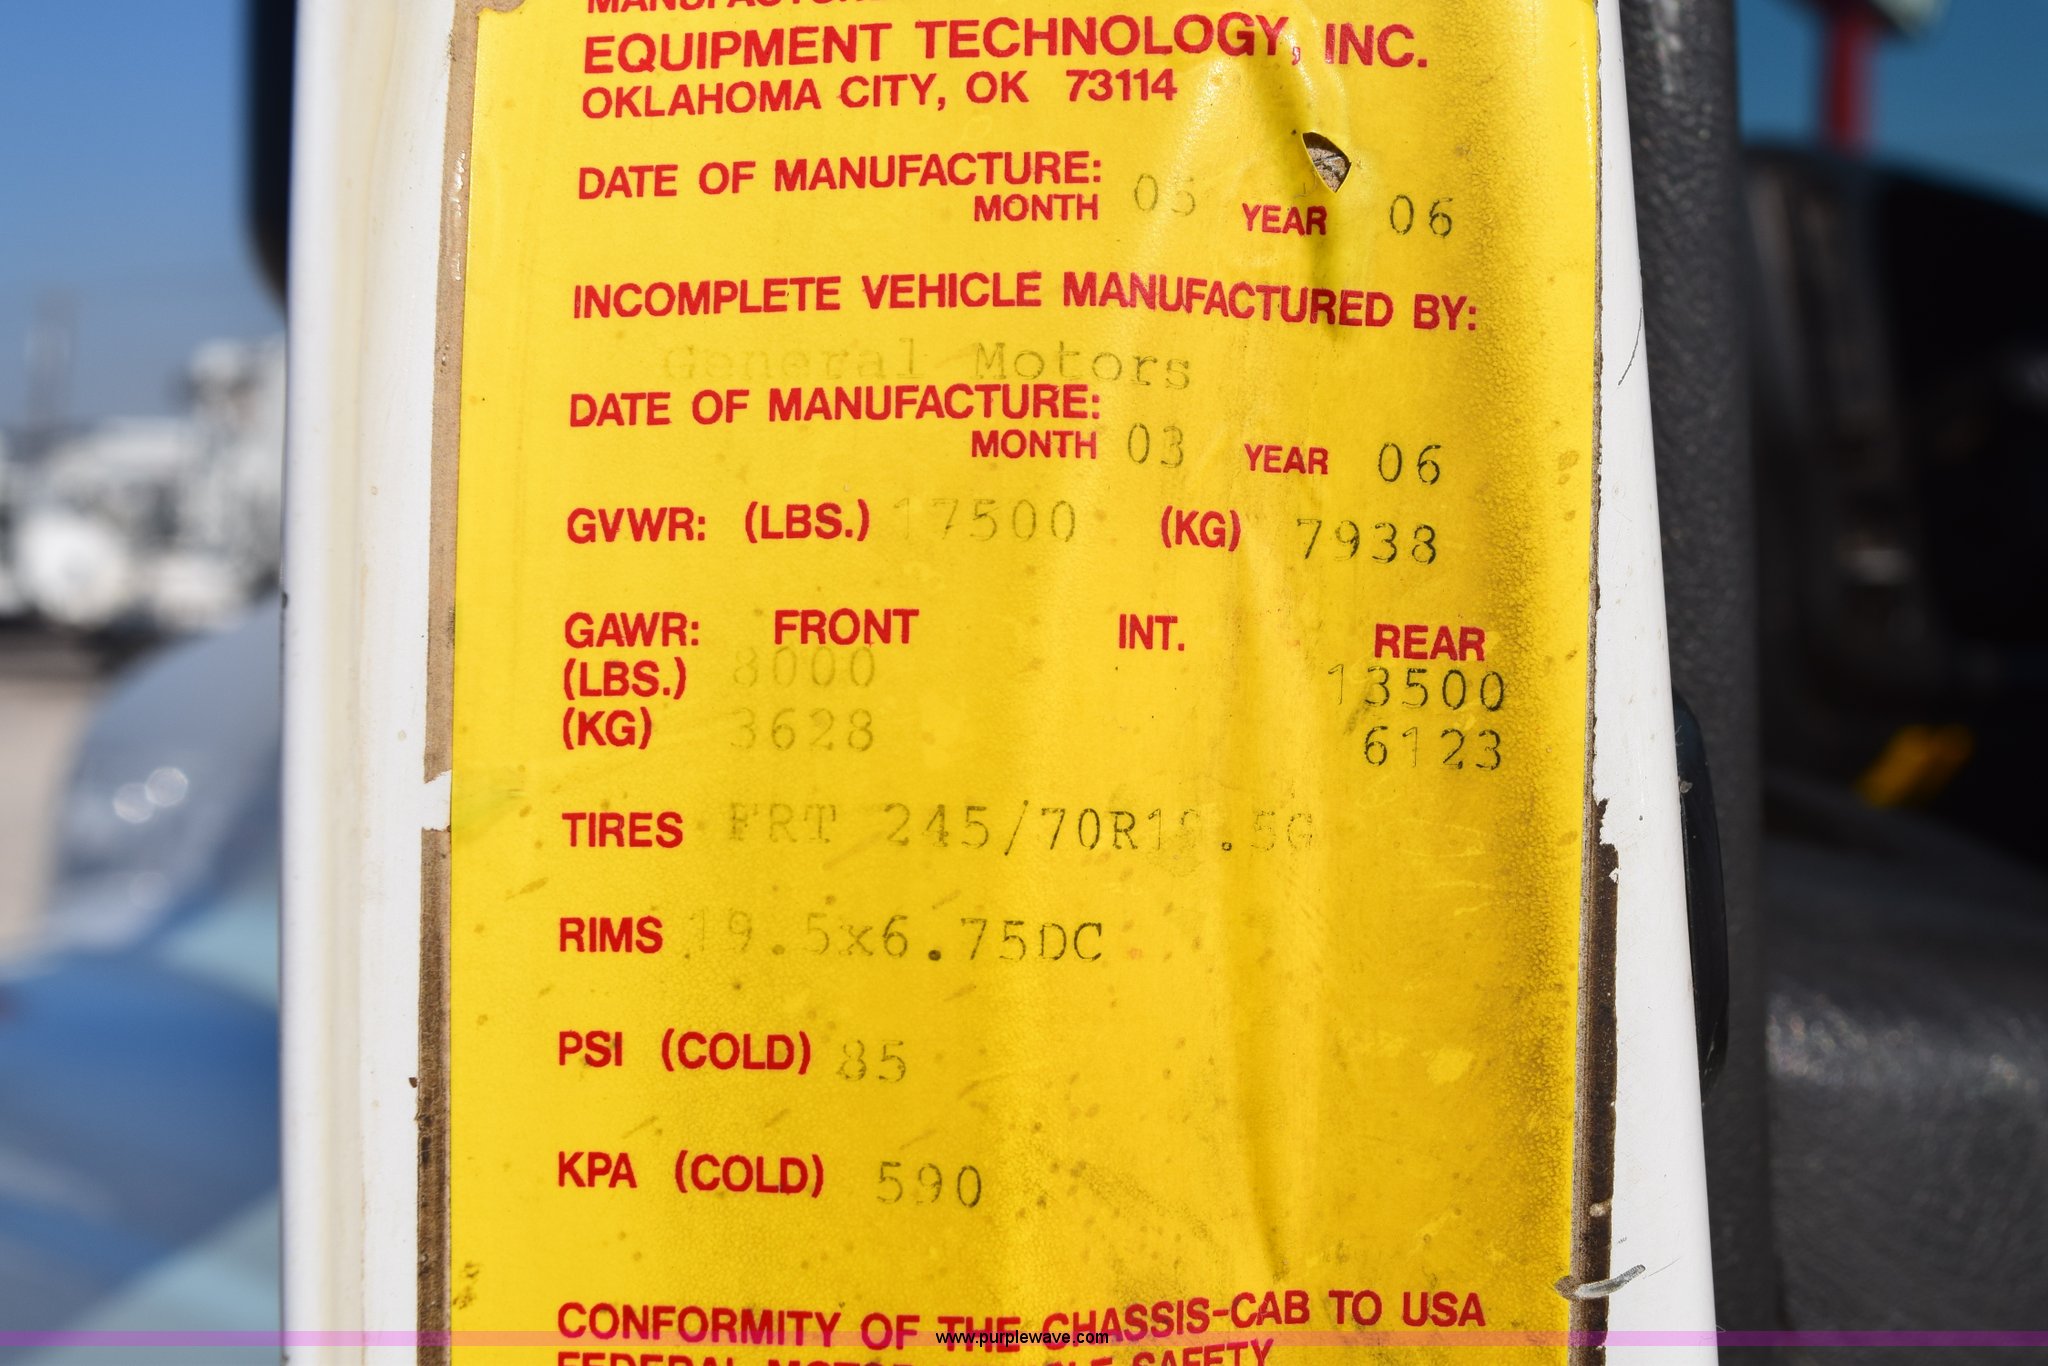 EQUIPMENT TECHNOLOGY, INC.
OKLAHOMA CITY, OK 73114
DATE OF MANUFACTURE:
MONTH 05 YEAR 06
INCOMPLETE VEHICLE MANUFACTURED BY:
General Motors
DATE OF MANUFACTURE:
MONTH 03 YEAR 06
GVWR: (LBS.) 17500 (KG) 7938
GAWR: FRONT INT. REAR
(LBS.) 8000 13500
(KG) 3628 6123
TIRES FRT 245/70R19.5G
RIMS 19.5x6.75DC
PSI (COLD) 85
KPA (COLD) 590
CONFORMITY OF THE CHASSIS-CAB TO USA
www.purplewave.com
FEDERAL SAFETY